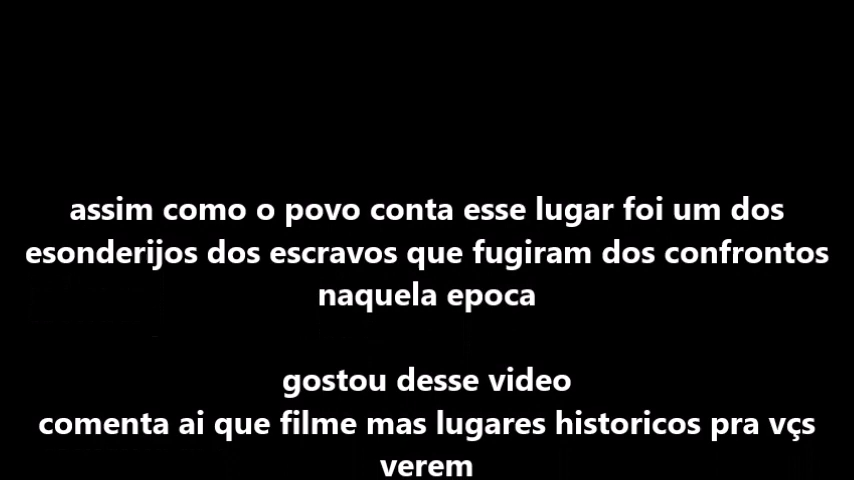 assim como o povo conta esse lugar foi um dos
esonderijos dos escravos que fugiram dos confrontos
naquela epoca
gostou desse video
comenta ai que filme mas lugares historicos pra vçs
verem